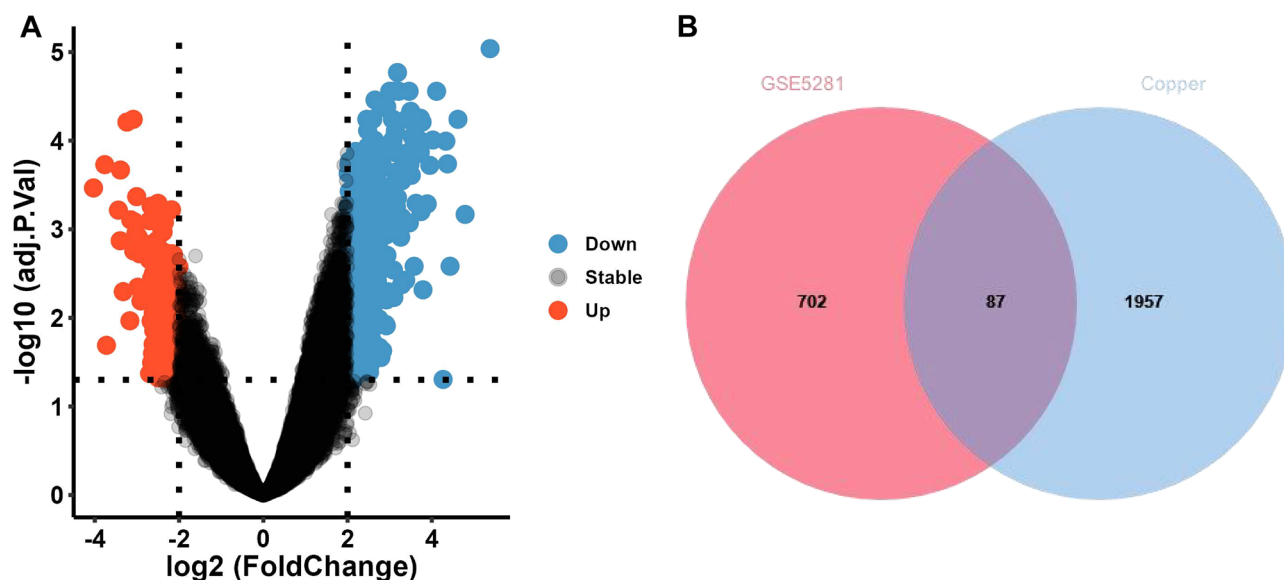 A
-log10 (adj.P.Val)
5
4
3
2
1
0
-4
-2
0
2
4
log2 (FoldChange)
Down
Stable
Up
B
GSE5281
Copper
702
87
1957